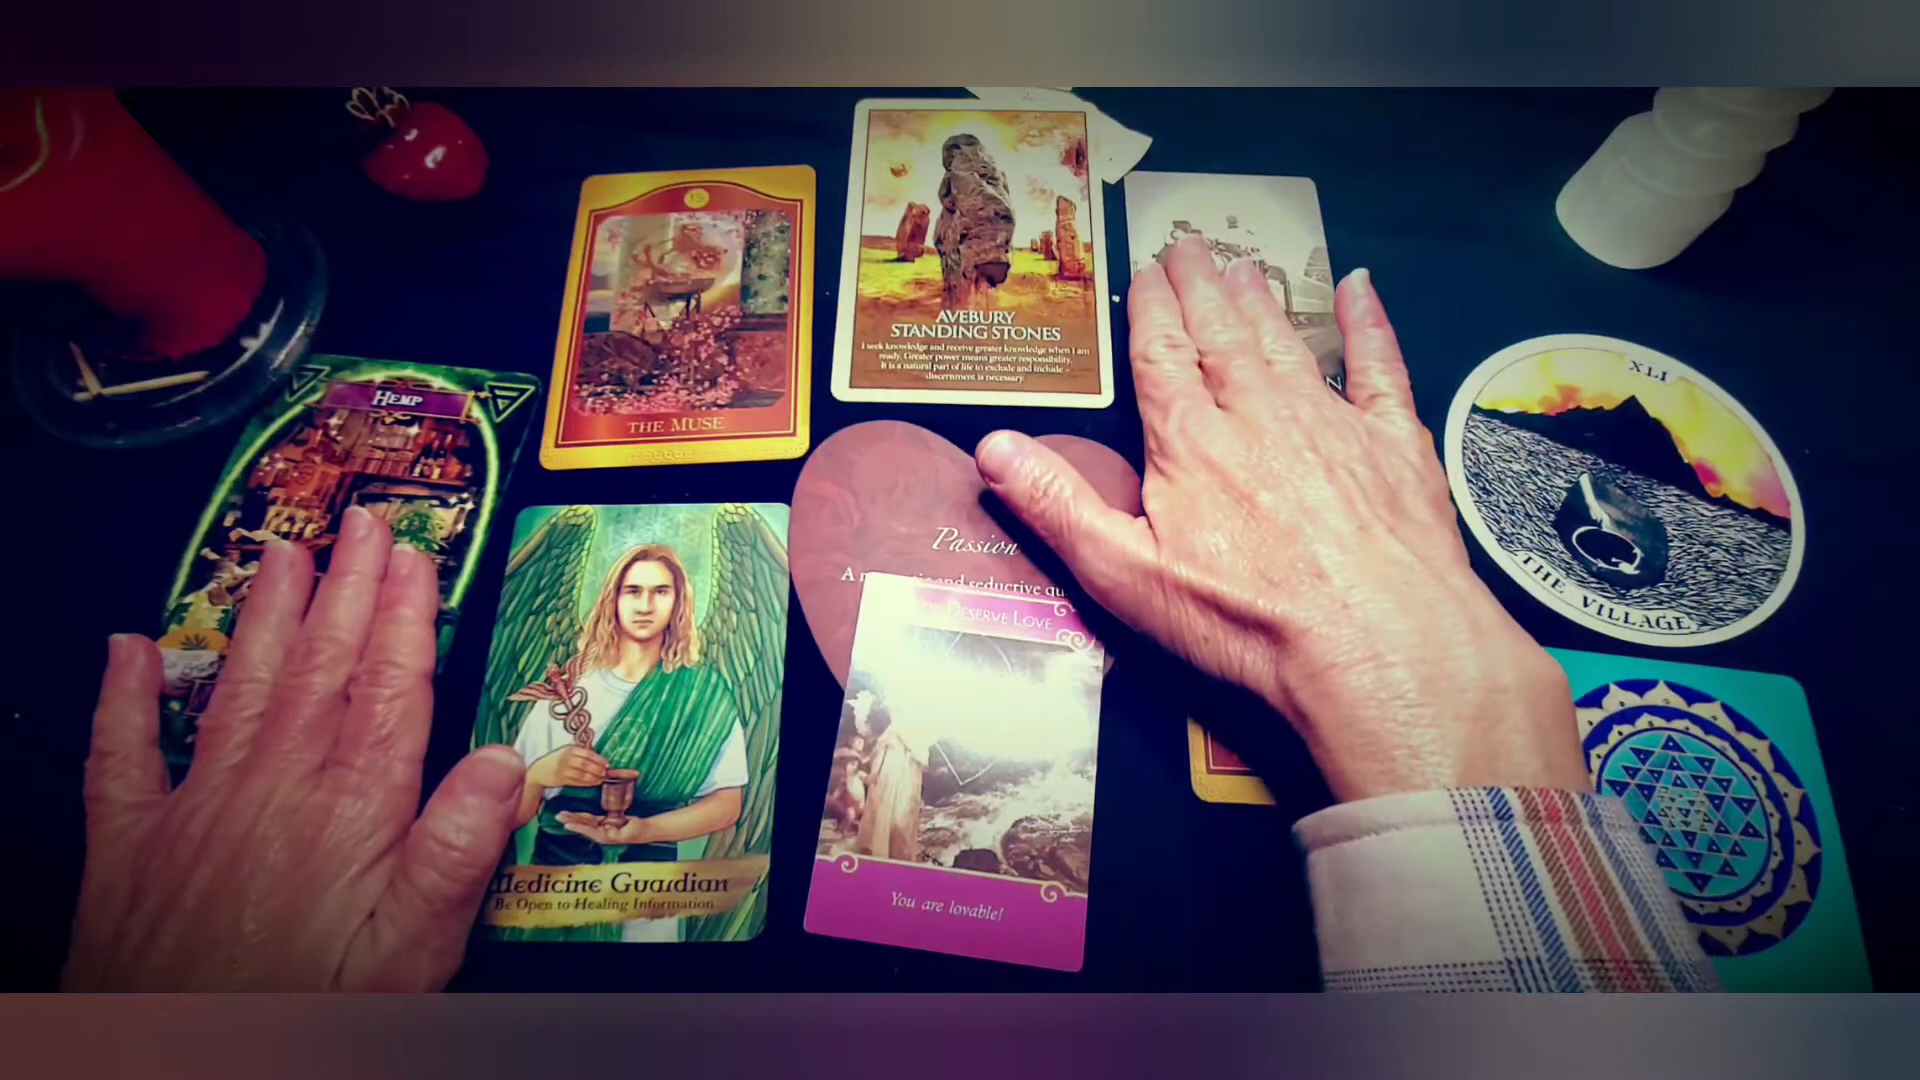 15
THE MUSE
AVEBURY
STANDING STONES
I seek knowledge and receive greater knowledge when I am
ready. Greater power means greater responsibility.
It is a natural part of life to exclude and include -
discernment is necessary.
N
HEMP
XLI
THE VILLAGE
Passion
A and seductive
DESERVE LOVE
You are lovable!
Medicine Guardian
Be Open to Healing Information